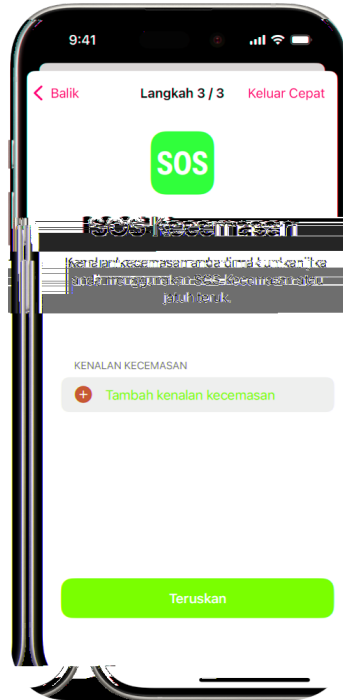 9:41
Balik Langkah 3 / 3 Keluar Cepat
SOS
SOS Kecemasan
Kenalan kecemasan anda dimaklumkan jika
anda menggunakan SOS Kecemasan atau
jatuh teruk.
KENALAN KECEMASAN
Tambah kenalan kecemasan
Teruskan